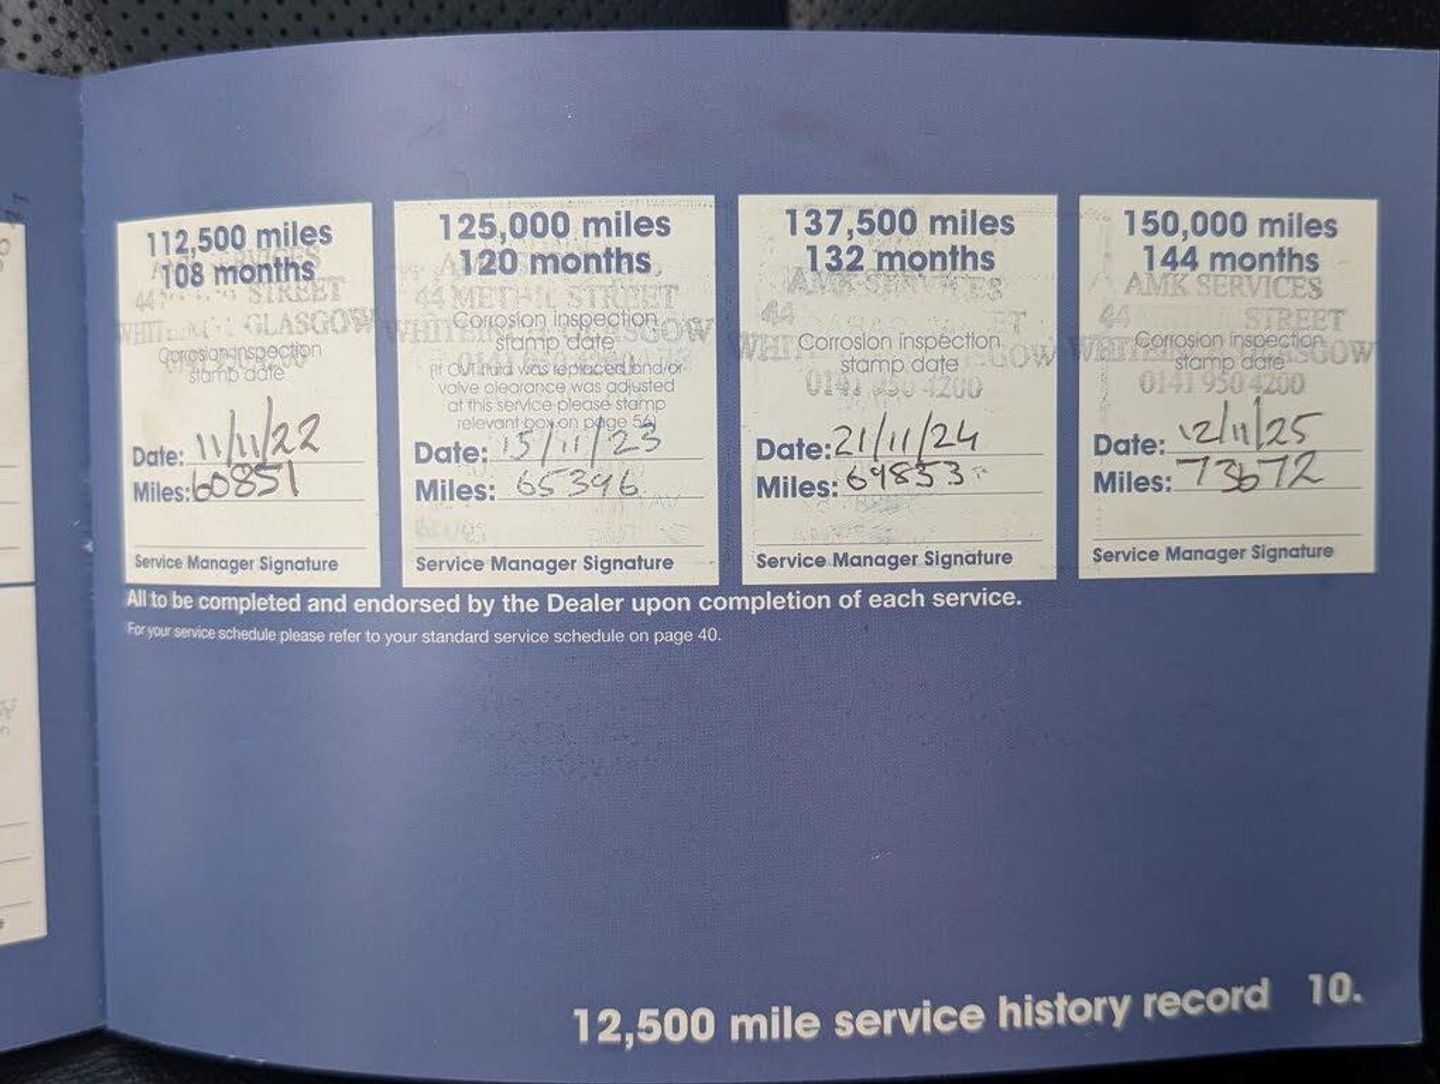 112,500 miles
108 months
STREET
GLASGOW
Corrosion inspection
stamp date
Date: 11/11/22
Miles: 60851
Service Manager Signature
125,000 miles
120 months
44 STREET
Corrosion inspection
stamp date
(If CVT fluid was replaced and/or
valve clearance was adjusted
at this service please stamp
relevant box on page 56)
Date: 15/11/23
Miles: 65396
Service Manager Signature
137,500 miles
132 months
AMK SERVICES
44
Corrosion inspection
stamp date
Date: 21/11/24
Miles: 69853
Service Manager Signature
150,000 miles
144 months
AMK SERVICES
44 STREET
Corrosion inspection
stamp date
0141 950 4200
Date: 12/11/25
Miles: 73672
Service Manager Signature
All to be completed and endorsed by the Dealer upon completion of each service.
For your service schedule please refer to your standard service schedule on page 40.
12,500 mile service history record 10.